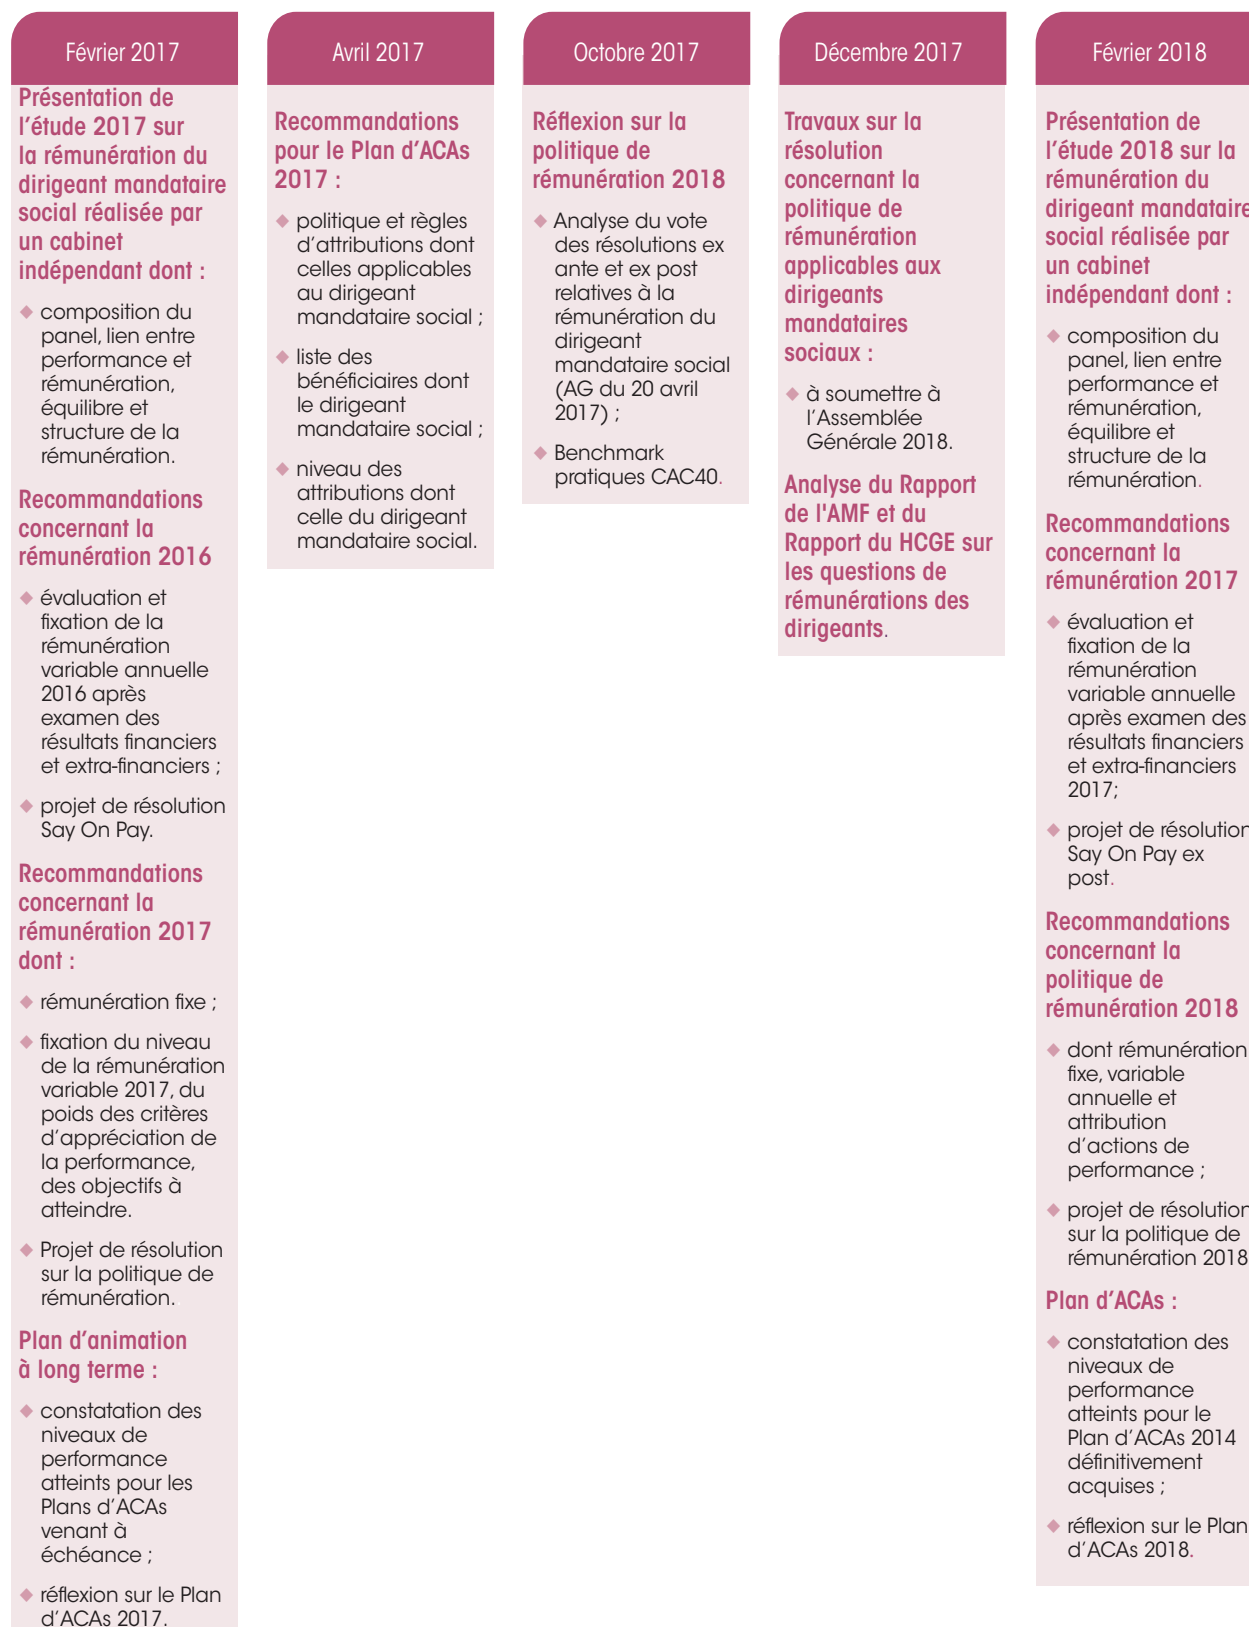 Février 2017
Présentation de
l’étude 2017 sur
la rémunération du
dirigeant mandataire
social réalisée par
un cabinet
indépendant dont :
◆ composition du
panel, lien entre
performance et
rémunération,
équilibre et
structure de la
rémunération.
Recommandations
concernant la
rémunération 2016
◆ évaluation et
fixation de la
rémunération
variable annuelle
2016 après
examen des
résultats financiers
et extra-financiers ;
◆ projet de résolution
Say On Pay.
Recommandations
concernant la
rémunération 2017
dont :
◆ rémunération fixe ;
◆ fixation du niveau
de la rémunération
variable 2017, du
poids des critères
d’appréciation de
la performance,
des objectifs à
atteindre.
◆ Projet de résolution
sur la politique de
rémunération.
Plan d’animation
à long terme :
◆ constatation des
niveaux de
performance
atteints pour les
Plans d’ACAs
venant à
échéance ;
◆ réflexion sur le Plan
d’ACAs 2017.
Avril 2017
Recommandations
pour le Plan d’ACAs
2017 :
◆ politique et règles
d’attributions dont
celles applicables
au dirigeant
mandataire social ;
◆ liste des
bénéficiaires dont
le dirigeant
mandataire social ;
◆ niveau des
attributions dont
celle du dirigeant
mandataire social.
Octobre 2017
Réflexion sur la
politique de
rémunération 2018
◆ Analyse du vote
des résolutions ex
ante et ex post
relatives à la
rémunération du
dirigeant
mandataire social
(AG du 20 avril
2017) ;
◆ Benchmark
pratiques CAC40.
Décembre 2017
Travaux sur la
résolution
concernant la
politique de
rémunération
applicables aux
dirigeants
mandataires
sociaux :
◆ à soumettre à
l’Assemblée
Générale 2018.
Analyse du Rapport
de l'AMF et du
Rapport du HCGE sur
les questions de
rémunérations des
dirigeants.
Février 2018
Présentation de
l’étude 2018 sur la
rémunération du
dirigeant mandataire
social réalisée par
un cabinet
indépendant dont :
◆ composition du
panel, lien entre
performance et
rémunération,
équilibre et
structure de la
rémunération.
Recommandations
concernant la
rémunération 2017
◆ évaluation et
fixation de la
rémunération
variable annuelle
après examen des
résultats financiers
et extra-financiers
2017;
◆ projet de résolution
Say On Pay ex
post.
Recommandations
concernant la
politique de
rémunération 2018
◆ dont rémunération
fixe, variable
annuelle et
attribution
d’actions de
performance ;
◆ projet de résolution
sur la politique de
rémunération 2018
Plan d’ACAs :
◆ constatation des
niveaux de
performance
atteints pour le
Plan d’ACAs 2014
définitivement
acquises ;
◆ réflexion sur le Plan
d’ACAs 2018.